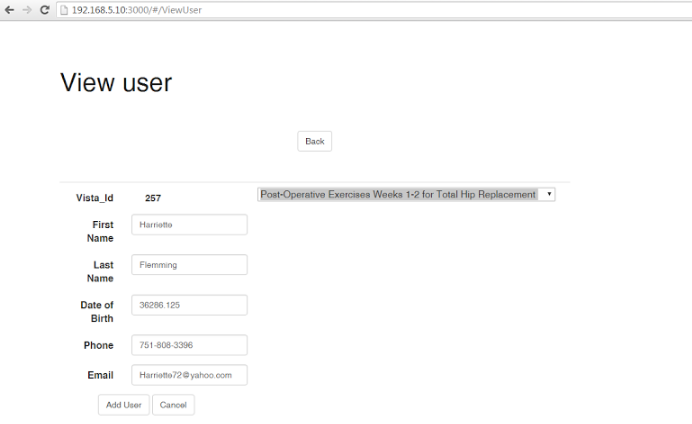 192.168.5.10:3000/#/ViewUser
View user
Back
Vista_Id 257 Post-Operative Exercises Weeks 1-2 for Total Hip Replacement
First Name Harriette
Last Name Flemming
Date of Birth 36286.125
Phone 751-808-3396
Email Harriette72@yahoo.com
Add User Cancel